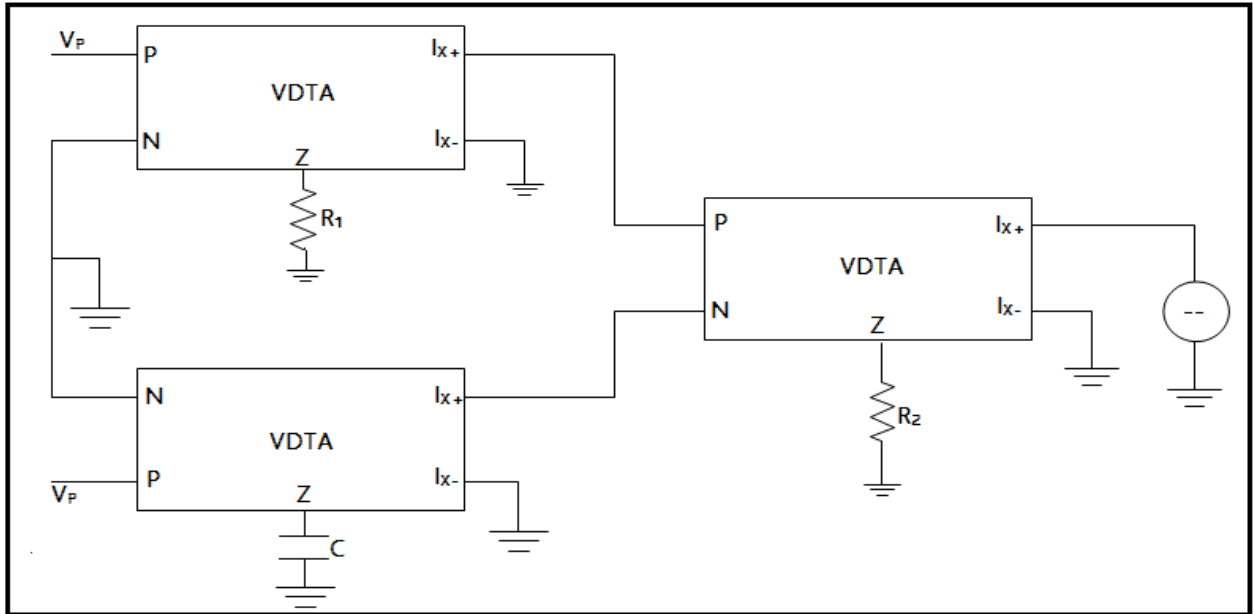 Vₚ
P
Iₓ₊
VDTA
N
Iₓ₋
Z
R₁
P
Iₓ₊
VDTA
N
Iₓ₋
Z
--
R₂
N
Iₓ₊
VDTA
P
Iₓ₋
Vₚ
Z
C